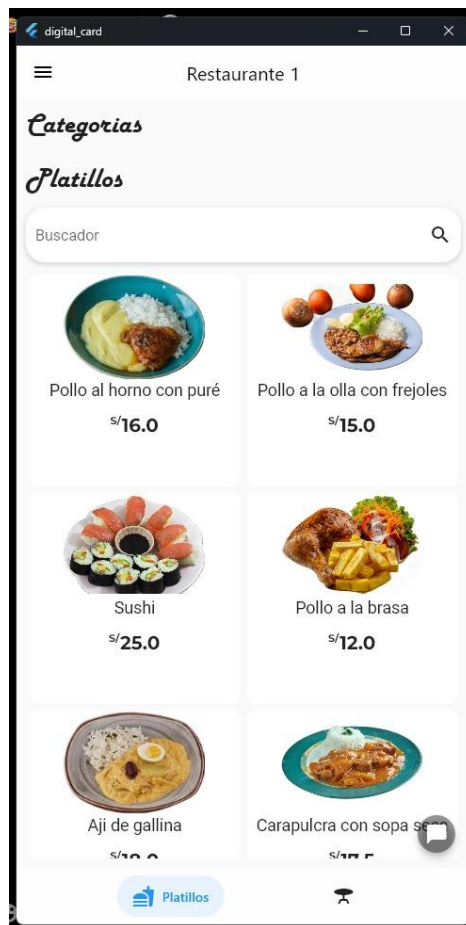 digital_card
Restaurante 1
Categorias
Platillos
Buscador
Pollo al horno con puré
S/16.0
Pollo a la olla con frejoles
S/15.0
Sushi
S/25.0
Pollo a la brasa
S/12.0
Aji de gallina
Carapulcra con sopa
Platillos